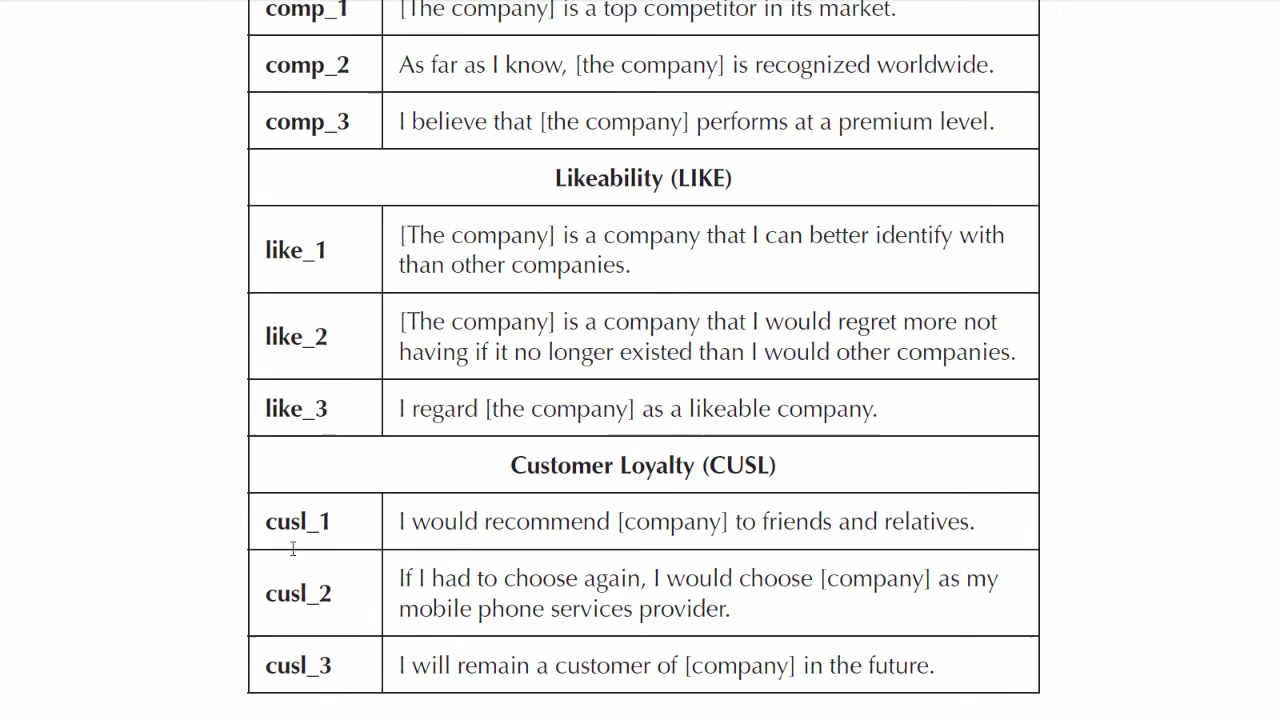 comp_1 [The company] is a top competitor in its market.
comp_2 As far as I know, [the company] is recognized worldwide.
comp_3 I believe that [the company] performs at a premium level.
Likeability (LIKE)
like_1 [The company] is a company that I can better identify with
than other companies.
like_2 [The company] is a company that I would regret more not
having if it no longer existed than I would other companies.
like_3 I regard [the company] as a likeable company.
Customer Loyalty (CUSL)
cusl_1 I would recommend [company] to friends and relatives.
cusl_2 If I had to choose again, I would choose [company] as my
mobile phone services provider.
cusl_3 I will remain a customer of [company] in the future.